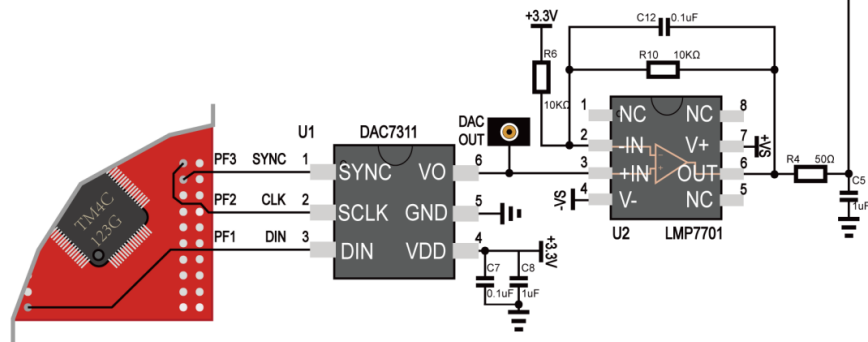 +3.3V
C12 0.1uF
R6
R10 10KΩ
10KΩ
1 NC NC 8
2 -IN V+ 7 +VS
3 +IN OUT 6
4 V- NC 5
-VS
U2 LMP7701
R4 50Ω
C5
1uF
DAC
OUT
U1 DAC7311
PF3 SYNC 1 SYNC VO 6
PF2 CLK 2 SCLK GND 5
PF1 DIN 3 DIN VDD 4
+3.3V
C7 C8
0.1uF 1uF
TM4C
123G